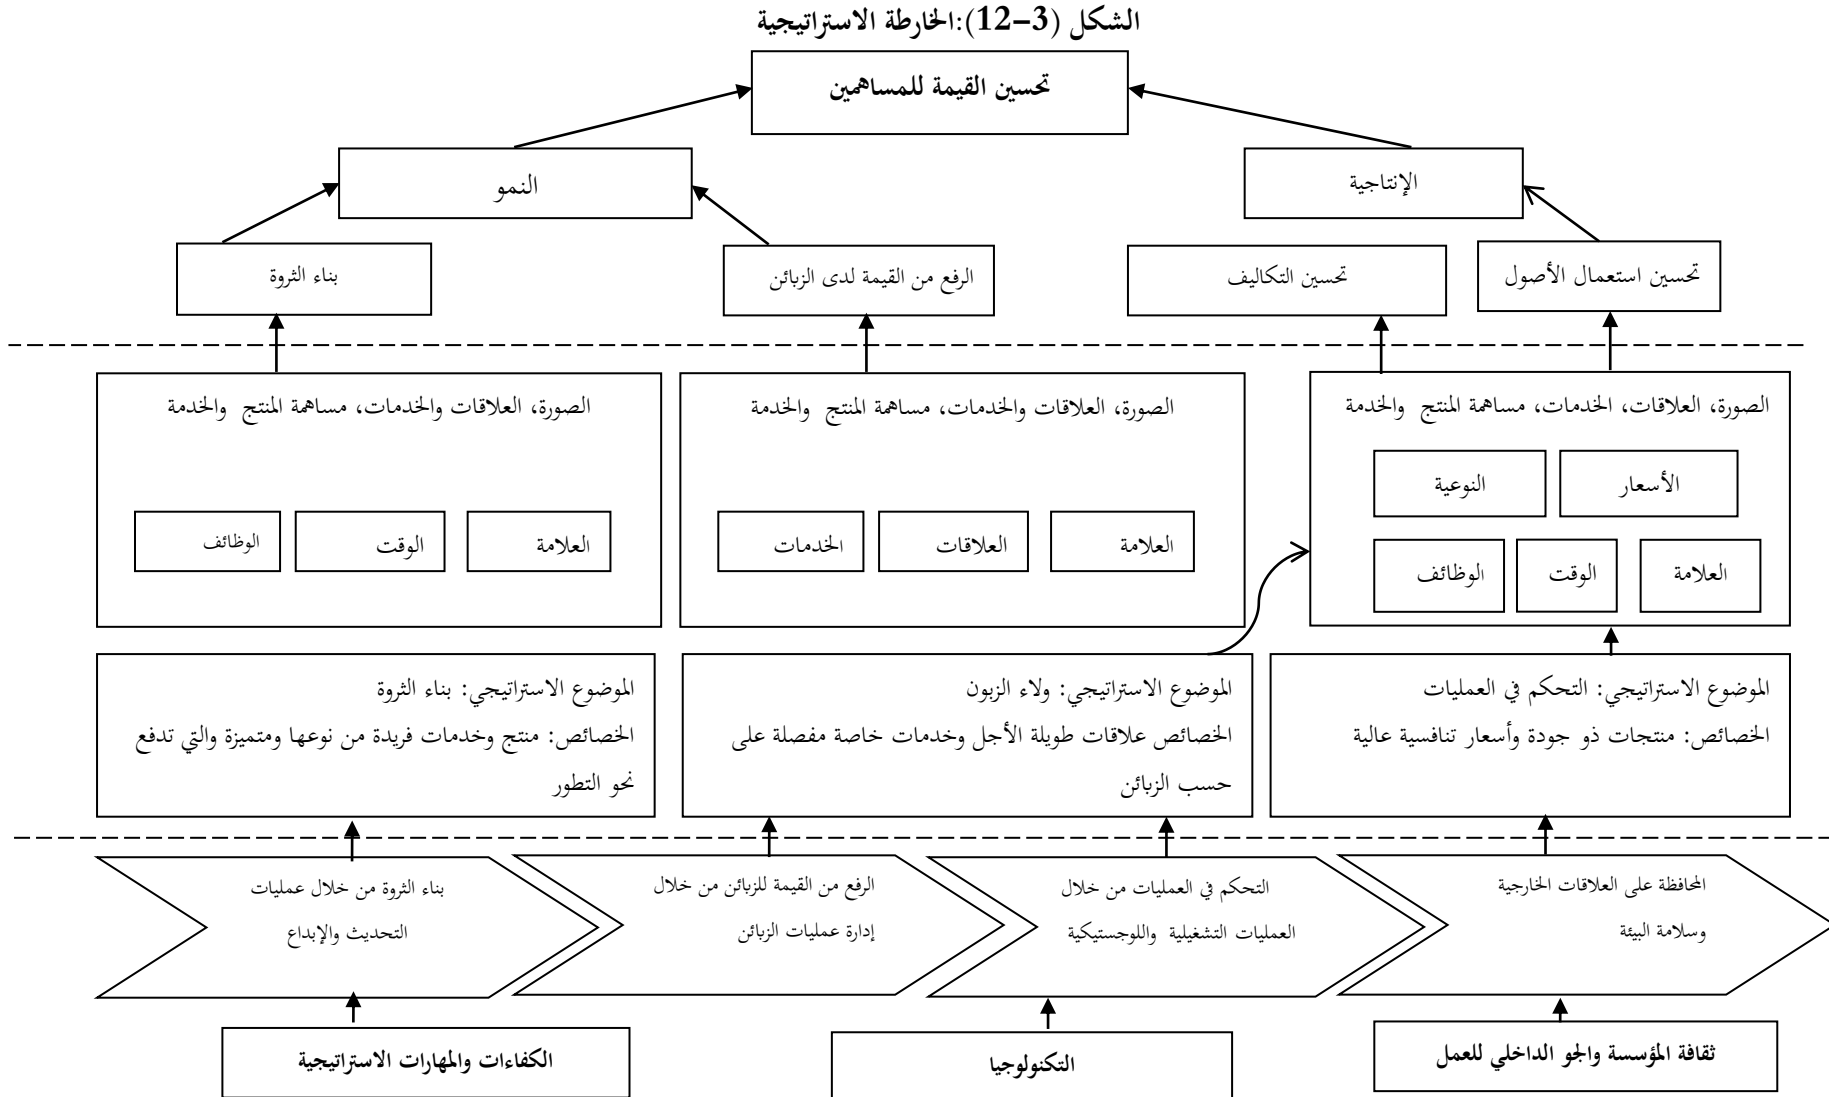 الشكل (3-12):الخارطة الاستراتيجية
تحسين القيمة للمساهمين
الإنتاجية
النمو
تحسين استعمال الأصول
تحسين التكاليف
الرفع من القيمة لدى الزبائن
بناء الثروة
الصورة، العلاقات، الخدمات، مساهمة المنتج والخدمة
الأسعار
النوعية
العلامة
الوقت
الوظائف
الصورة، العلاقات والخدمات، مساهمة المنتج والخدمة
العلامة
العلاقات
الخدمات
الصورة، العلاقات والخدمات، مساهمة المنتج والخدمة
العلامة
الوقت
الوظائف
الموضوع الاستراتيجي: التحكم في العمليات
الخصائص: منتجات ذو جودة وأسعار تنافسية عالية
الموضوع الاستراتيجي: ولاء الزبون
الخصائص علاقات طويلة الأجل وخدمات خاصة مفصلة على
حسب الزبائن
الموضوع الاستراتيجي: بناء الثروة
الخصائص: منتج وخدمات فريدة من نوعها ومتميزة والتي تدفع
نحو التطور
المحافظة على العلاقات الخارجية
وسلامة البيئة
التحكم في العمليات من خلال
العمليات التشغيلية واللوجستيكية
الرفع من القيمة للزبائن من خلال
إدارة عمليات الزبائن
بناء الثروة من خلال عمليات
التحديث والإبداع
ثقافة المؤسسة والجو الداخلي للعمل
التكنولوجيا
الكفاءات والمهارات الاستراتيجية